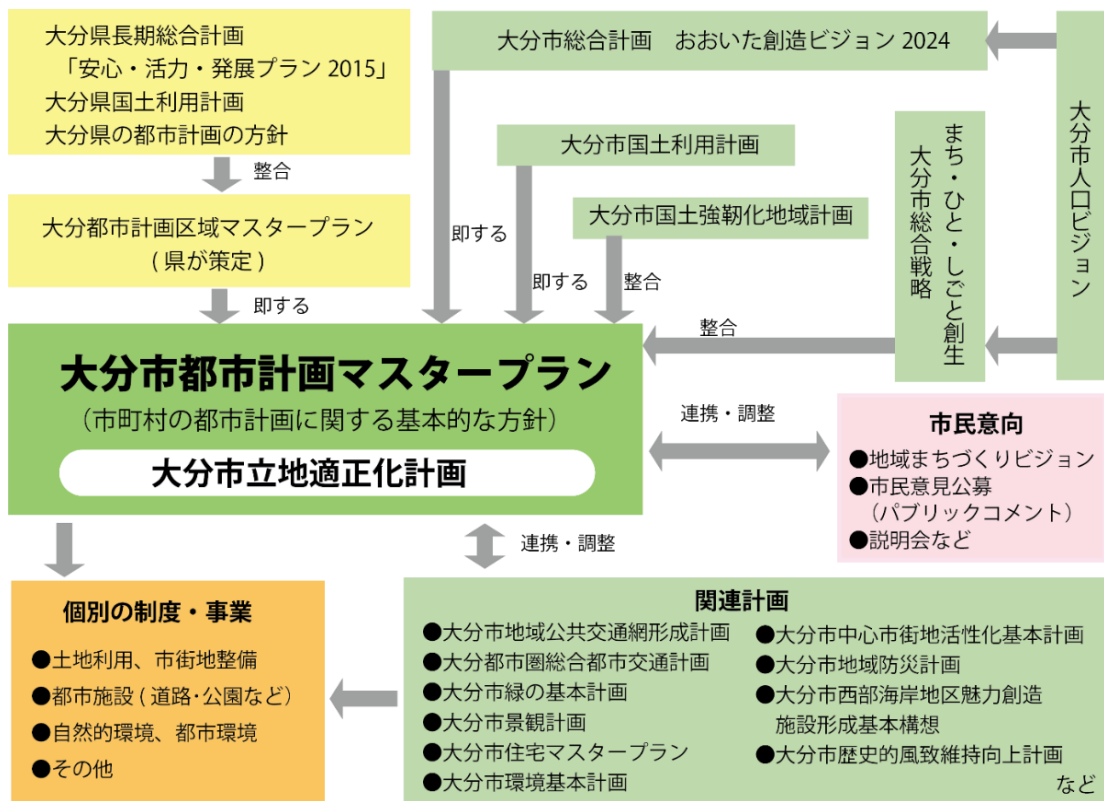 大分県長期総合計画
「安心・活力・発展プラン 2015」
大分県国土利用計画
大分県の都市計画の方針
整合
大分都市計画区域マスタープラン
( 県が策定 )
即する
大分市総合計画　おおいた創造ビジョン 2024
即する
大分市国土利用計画
即する
大分市国土強靭化地域計画
整合
まち・ひと・しごと創生
大分市総合戦略
整合
大分市人口ビジョン
大分市都市計画マスタープラン
（市町村の都市計画に関する基本的な方針）
大分市立地適正化計画
連携・調整
市民意向
●地域まちづくりビジョン
●市民意見公募
（パブリックコメント）
●説明会など
連携・調整
個別の制度・事業
●土地利用、市街地整備
●都市施設 ( 道路・公園など）
●自然的環境、都市環境
●その他
関連計画
●大分市地域公共交通網形成計画
●大分都市圏総合都市交通計画
●大分市緑の基本計画
●大分市景観計画
●大分市住宅マスタープラン
●大分市環境基本計画
●大分市中心市街地活性化基本計画
●大分市地域防災計画
●大分市西部海岸地区魅力創造
施設形成基本構想
●大分市歴史的風致維持向上計画
など